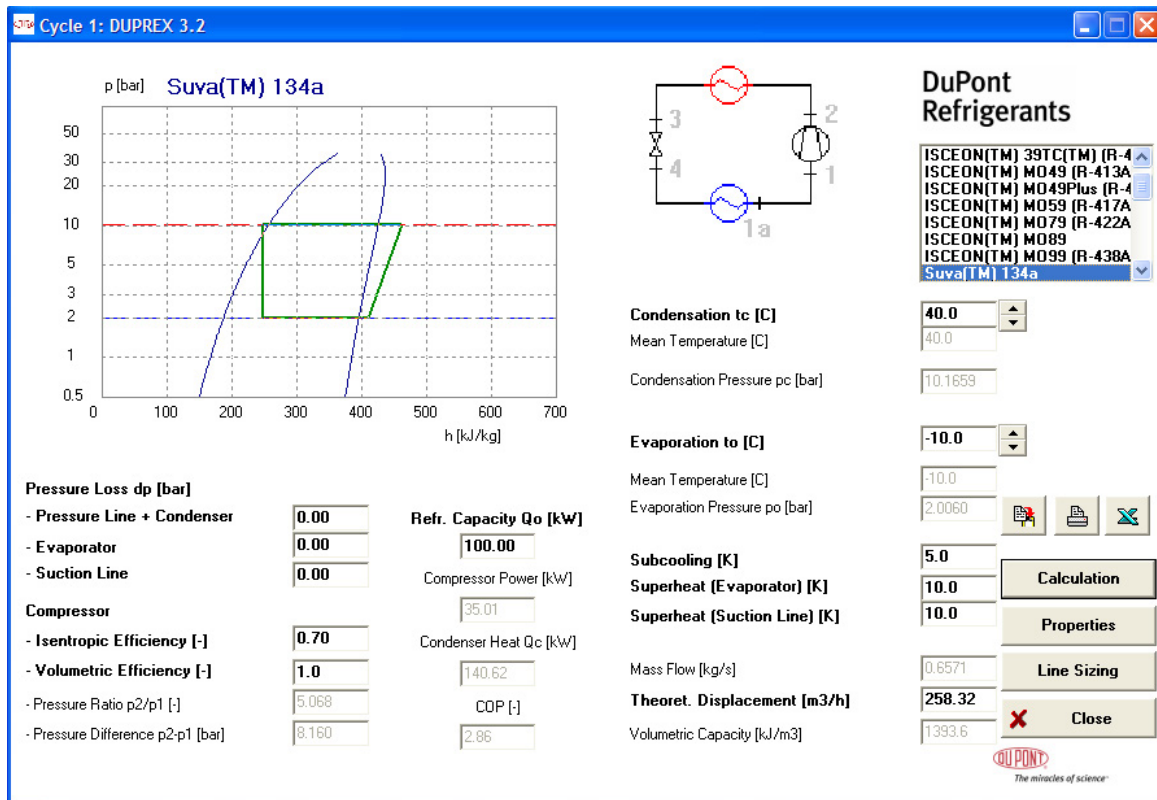 Cycle 1: DUPREX 3.2
p [bar] Suva(TM) 134a
50
30
20
10
5
3
2
1
0.5
0 100 200 300 400 500 600 700
h [kJ/kg]
3
2
4
1
1a
DuPont
Refrigerants
ISCEON(TM) 39TC(TM) (R-4
ISCEON(TM) MO49 (R-413A
ISCEON(TM) MO49Plus (R-4
ISCEON(TM) MO59 (R-417A
ISCEON(TM) MO79 (R-422A
ISCEON(TM) MO89
ISCEON(TM) MO99 (R-438A
Suva(TM) 134a
Condensation tc [C] 40.0
Mean Temperature [C] 40.0
Condensation Pressure pc [bar] 10.1659
Evaporation to [C] -10.0
Mean Temperature [C] -10.0
Evaporation Pressure po [bar] 2.0060
Subcooling [K] 5.0
Superheat (Evaporator) [K] 10.0
Superheat (Suction Line) [K] 10.0
Mass Flow [kg/s] 0.6571
Theoret. Displacement [m3/h] 258.32
Volumetric Capacity [kJ/m3] 1393.6
Pressure Loss dp [bar]
- Pressure Line + Condenser 0.00
- Evaporator 0.00
- Suction Line 0.00
Compressor
- Isentropic Efficiency [-] 0.70
- Volumetric Efficiency [-] 1.0
- Pressure Ratio p2/p1 [-] 5.068
- Pressure Difference p2-p1 [bar] 8.160
Refr. Capacity Qo [kW]
100.00
Compressor Power [kW]
35.01
Condenser Heat Qc [kW]
140.62
COP [-]
2.86
Calculation
Properties
Line Sizing
Close
DUPONT
The miracles of science™